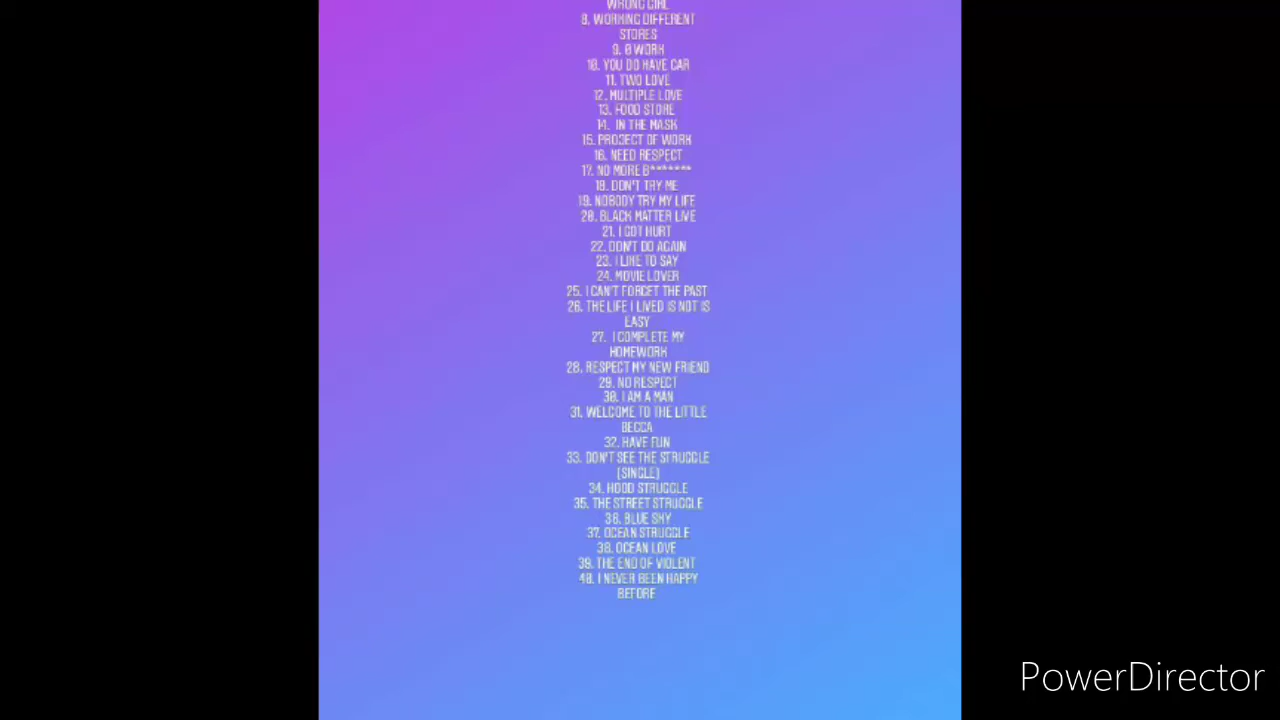 WRONG GIRL
8. WORKING DIFFERENT
STORES
9. 0 WORK
10. YOU DO HAVE CAR
11. TWO LOVE
12. MULTIPLE LOVE
13. FOOD STORE
14. IN THE MASK
15. PROJECT OF WORK
16. NEED RESPECT
17. NO MORE B*******
18. DON'T TRY ME
19. NOBODY TRY MY LIFE
20. BLACK MATTER LIVE
21. I GOT HURT
22. DON'T DO AGAIN
23. I LIKE TO SAY
24. MOVIE LOVER
25. I CAN'T FORGET THE PAST
26. THE LIFE I LIVED IS NOT IS
EASY
27. I COMPLETE MY
HOMEWORK
28. RESPECT MY NEW FRIEND
29. NO RESPECT
30. I AM A MAN
31. WELCOME TO THE LITTLE
BECCA
32. HAVE FUN
33. DON'T SEE THE STRUGGLE
(SINGLE)
34. HOOD STRUGGLE
35. THE STREET STRUGGLE
36. BLUE SKY
37. OCEAN STRUGGLE
38. OCEAN LOVE
39. THE END OF VIOLENT
40. I NEVER BEEN HAPPY
BEFORE
PowerDirector